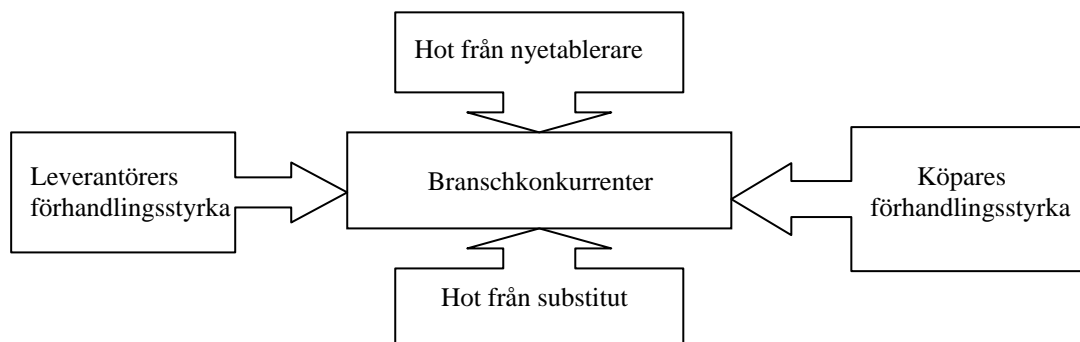 Hot från nyetablerare
Leverantörers
förhandlingsstyrka
Branschkonkurrenter
Köpares
förhandlingsstyrka
Hot från substitut